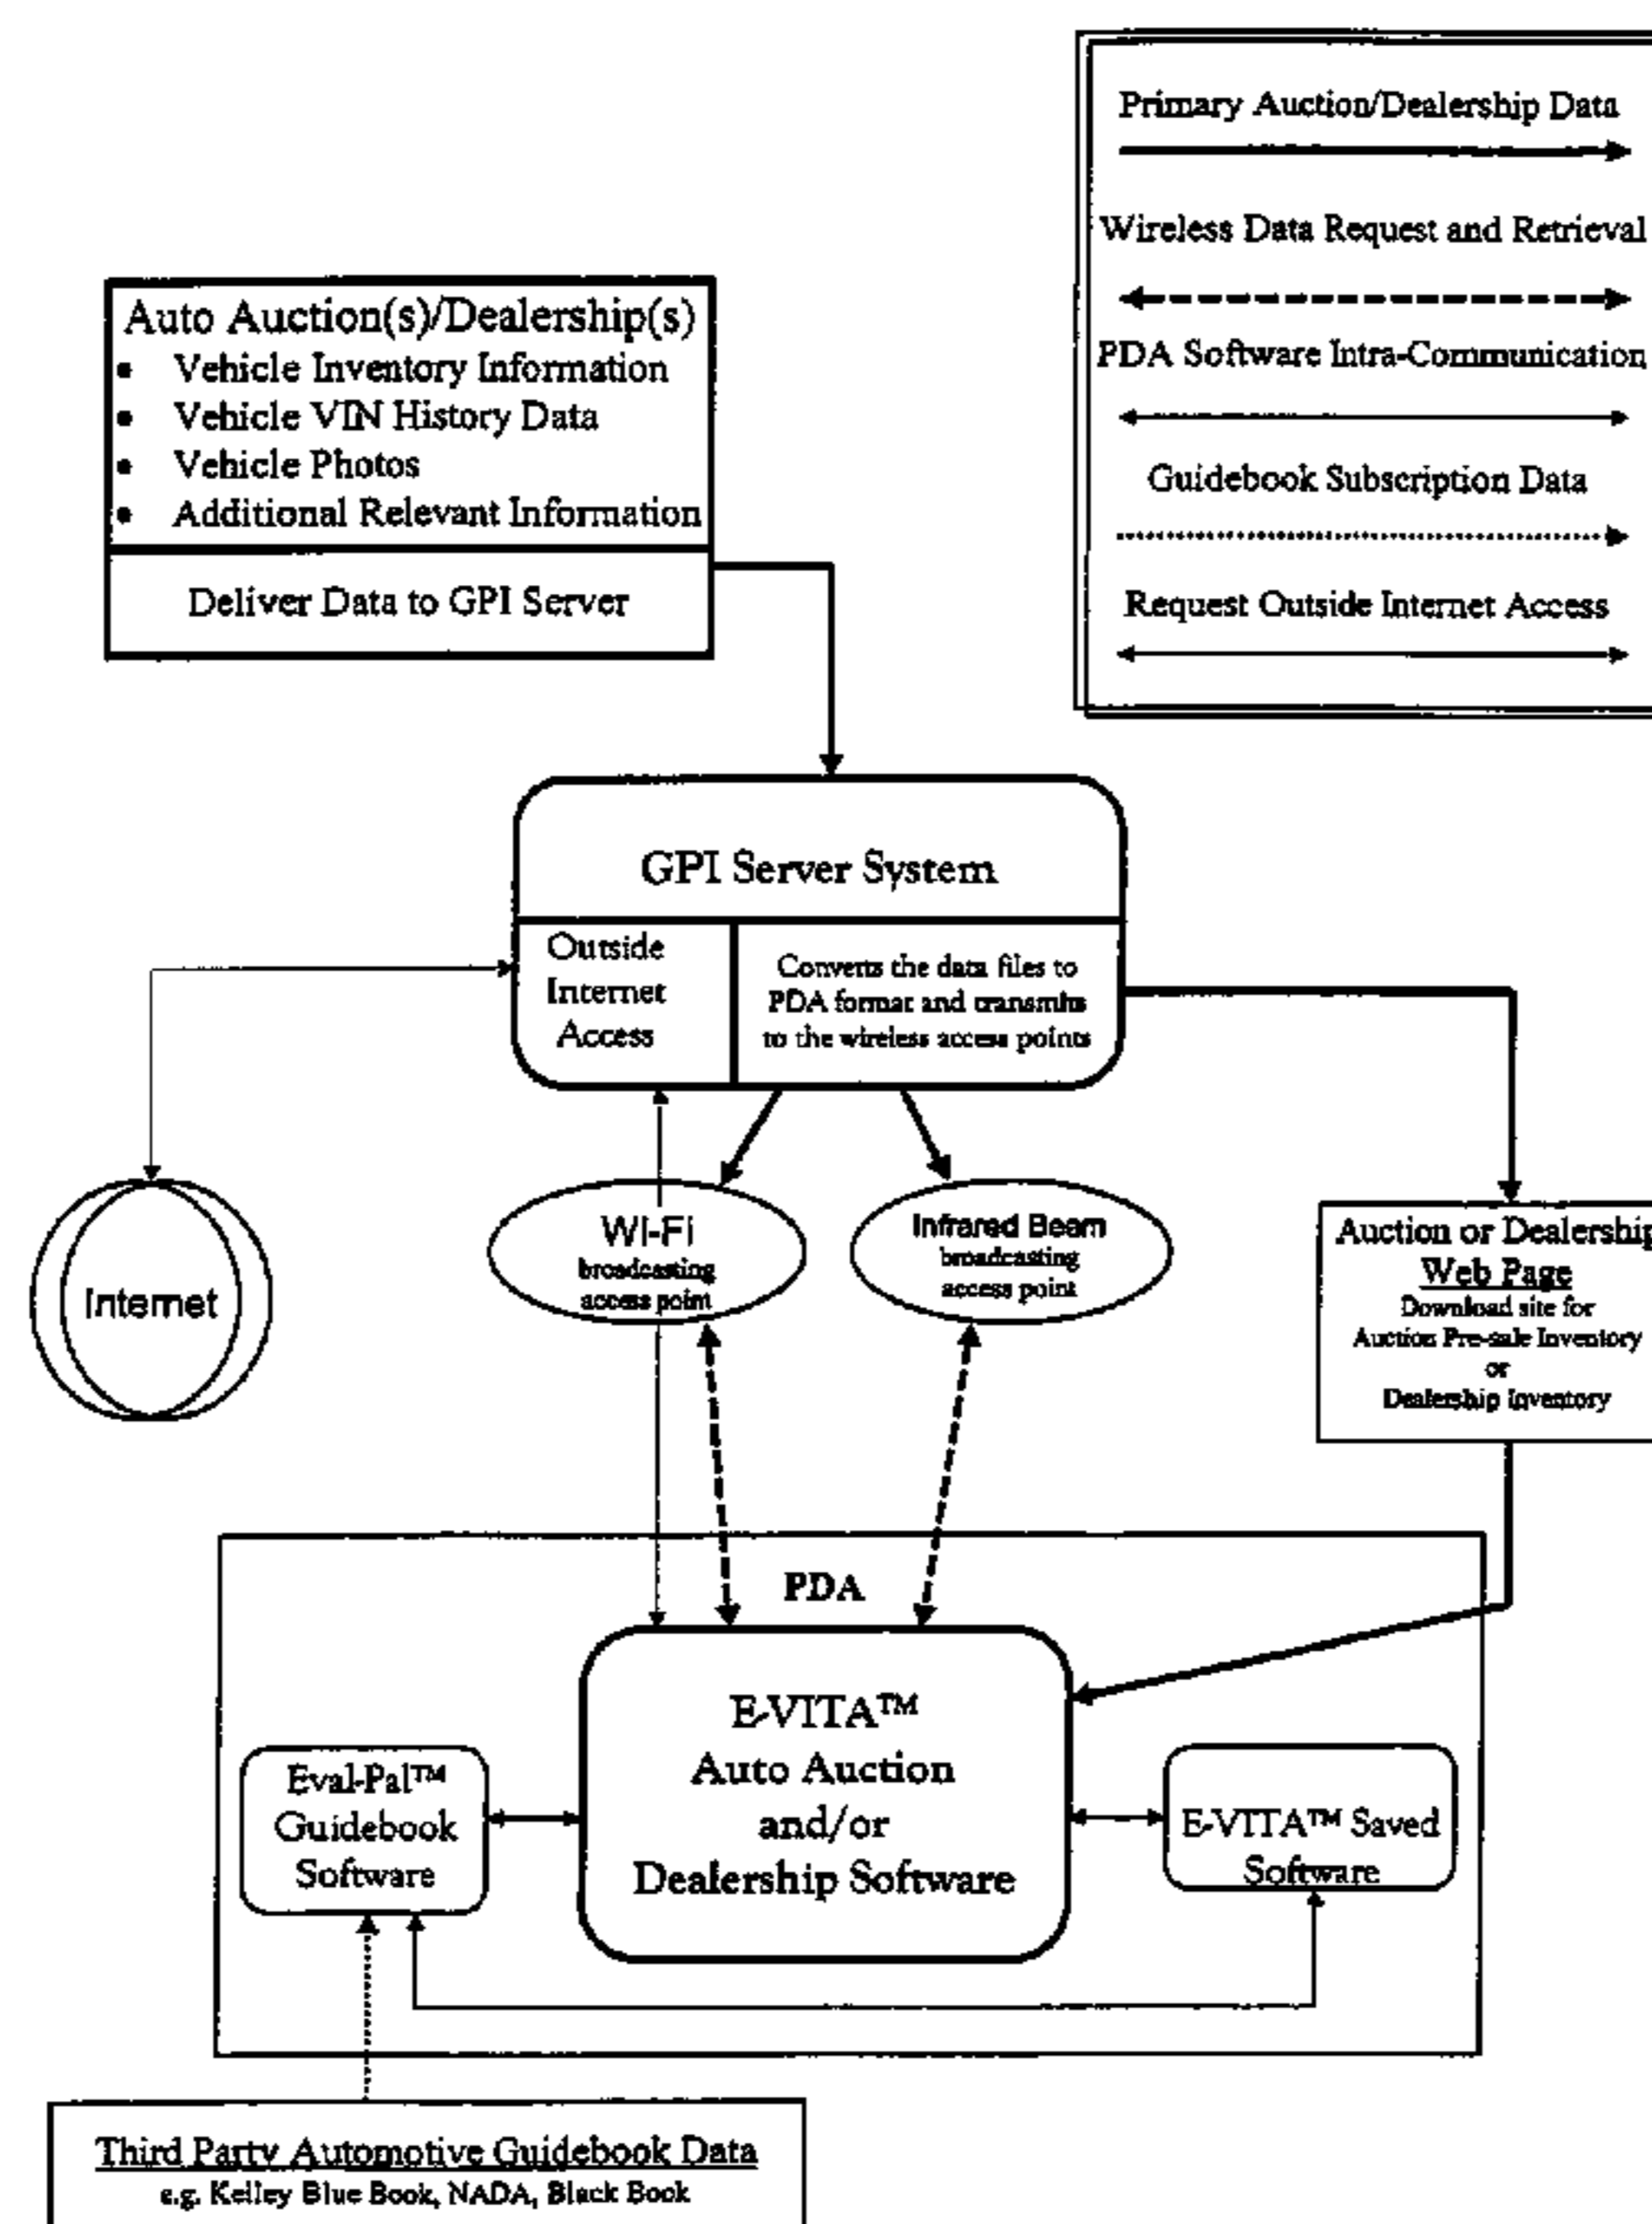 Primary Auction/Dealership Data
Wireless Data Request and Retrieval
PDA Software Intra-Communication
Guidebook Subscription Data
Request Outside Internet Access
Auto Auction(s)/Dealership(s)
• Vehicle Inventory Information
• Vehicle VIN History Data
• Vehicle Photos
• Additional Relevant Information
Deliver Data to GPI Server
GPI Server System
Outside
Internet
Access
Converts the data files to
PDA format and transmits
to the wireless access points
Internet
WI-FI
broadcasting
access point
Infrared Beam
broadcasting
access point
Auction or Dealership
Web Page
Download site for
Auction Pre-sale Inventory
or
Dealership Inventory
PDA
E-VITA™
Auto Auction
and/or
Dealership Software
Eval-Pal™
Guidebook
Software
E-VITA™ Saved
Software
Third Party Automotive Guidebook Data
e.g. Kelley Blue Book, NADA, Black Book